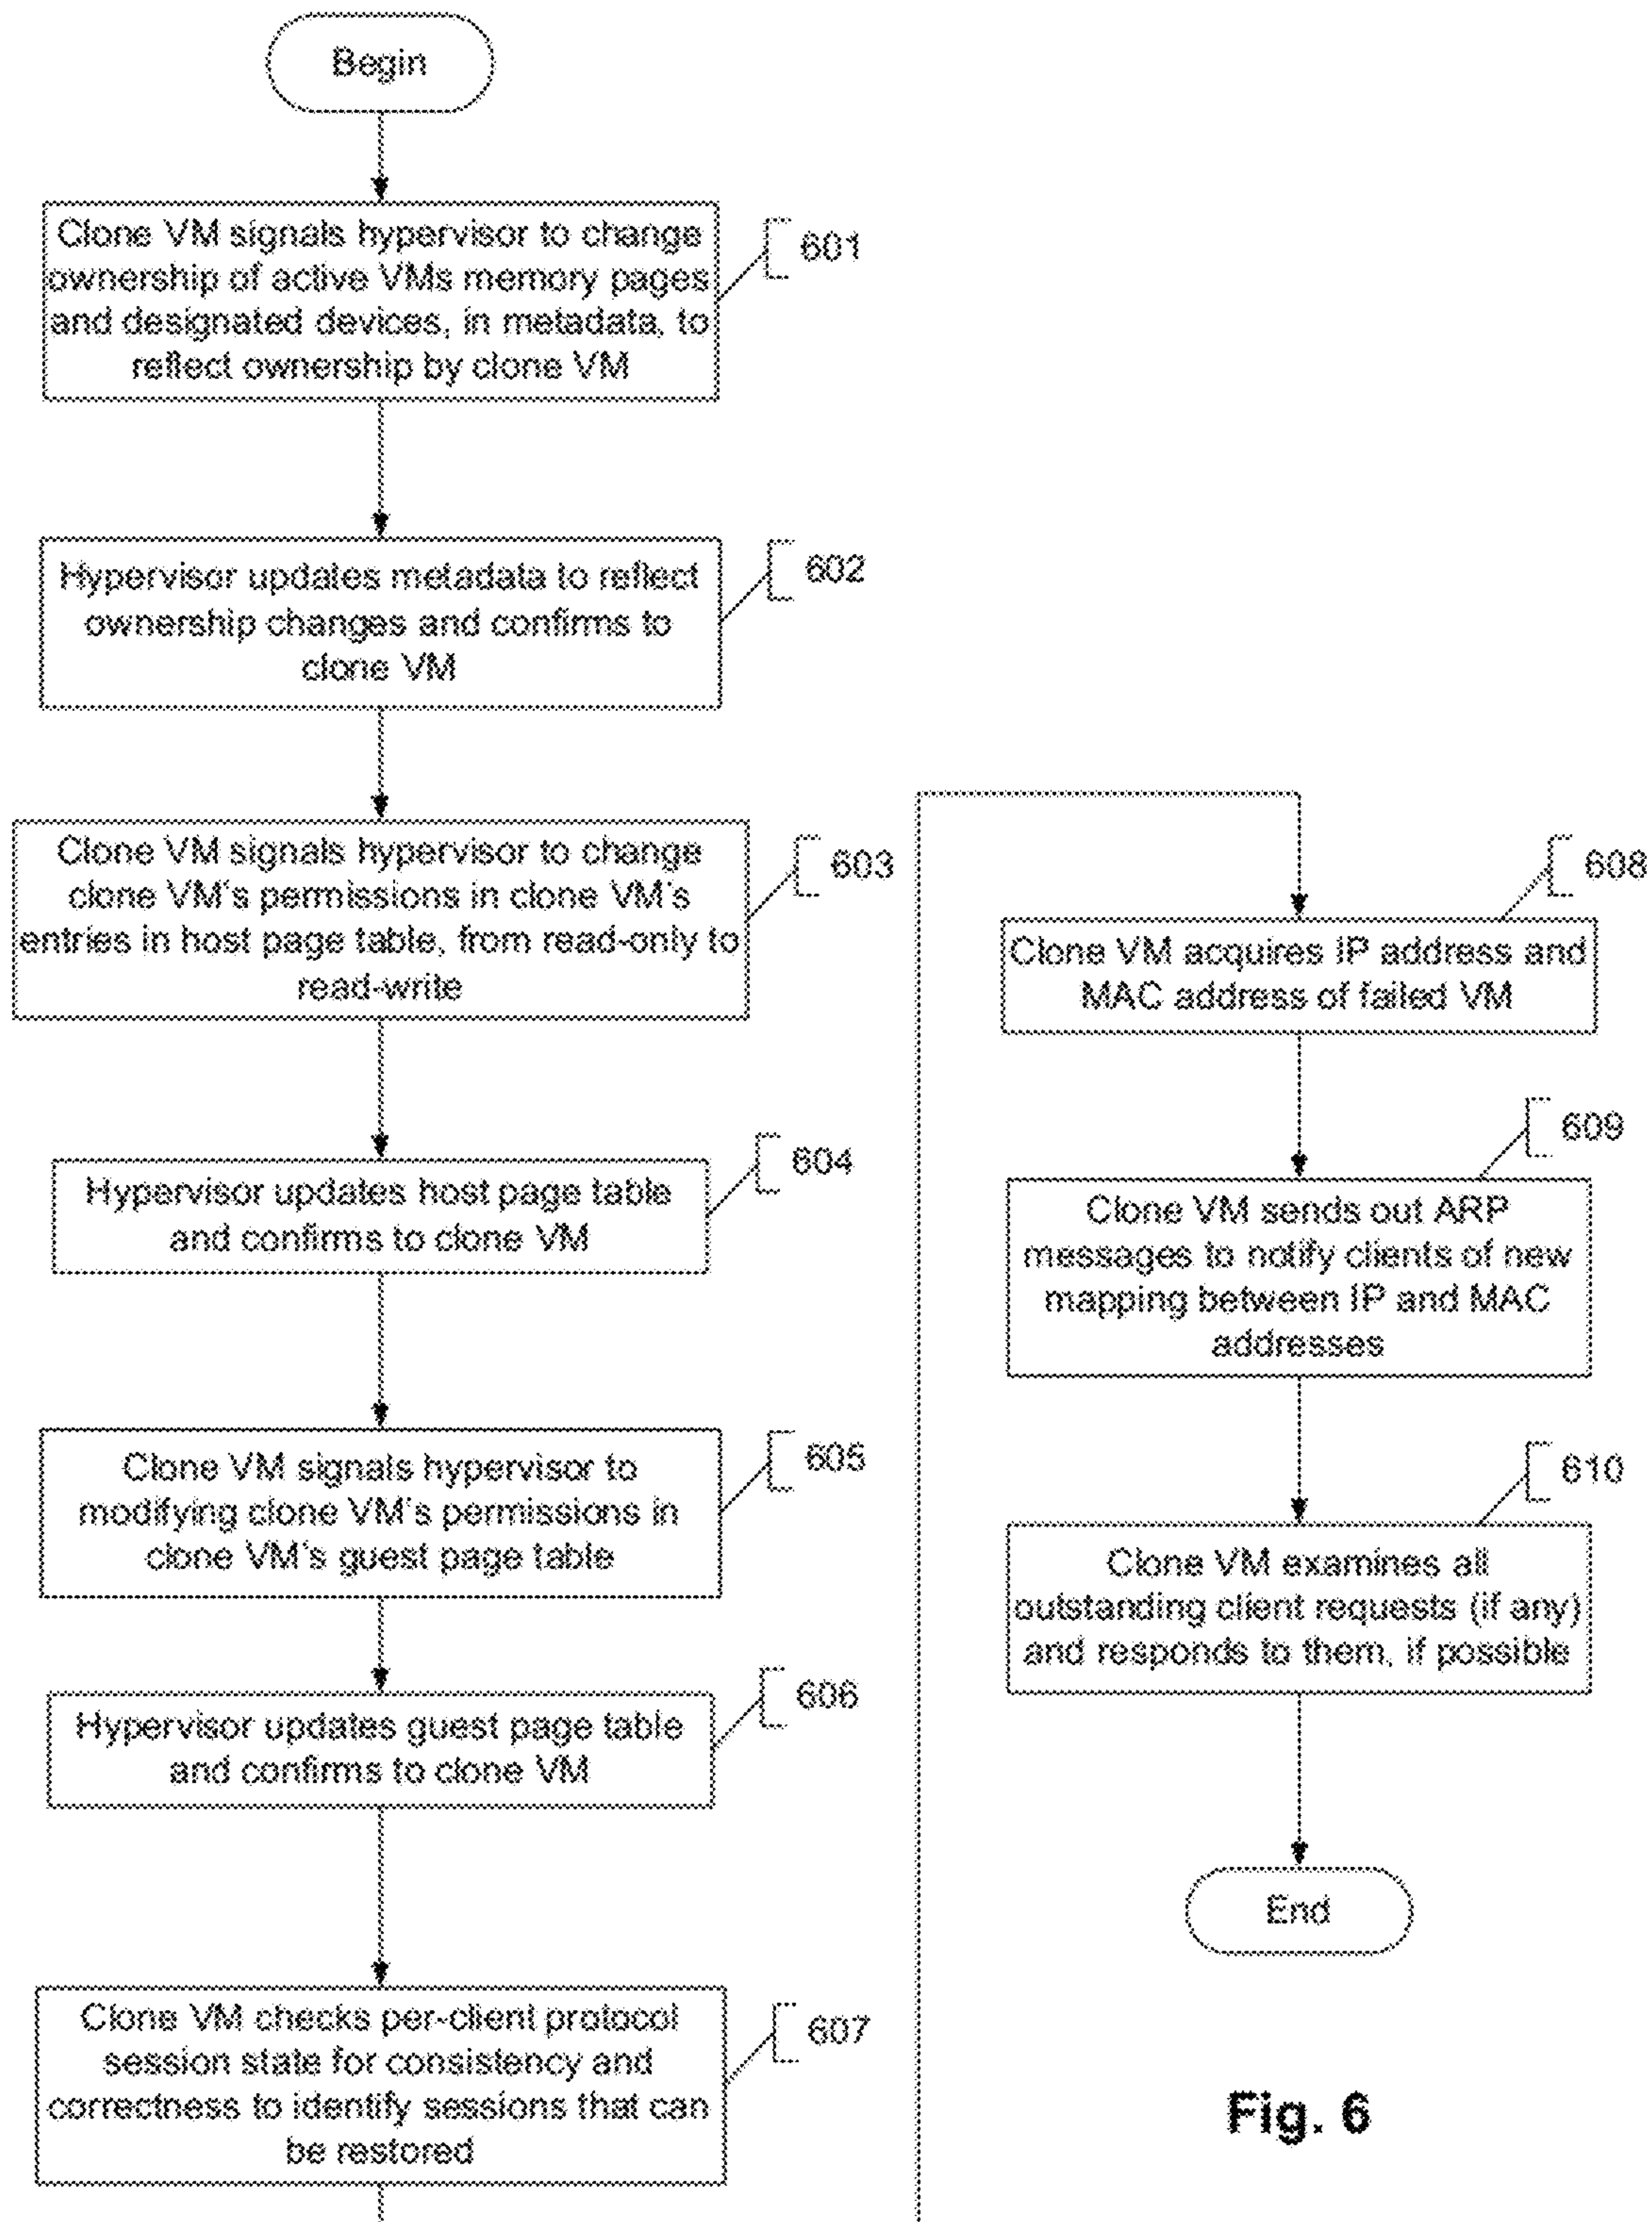 Begin
Clone VM signals hypervisor to change
ownership of active VMs memory pages
and designated devices, in metadata, to
reflect ownership by clone VM
601
Hypervisor updates metadata to reflect
ownership changes and confirms to
clone VM
602
Clone VM signals hypervisor to change
clone VM's permissions in clone VM's
entries in host page table, from read-only to
read-write
603
Hypervisor updates host page table
and confirms to clone VM
604
Clone VM signals hypervisor to
modifying clone VM's permissions in
clone VM's guest page table
605
Hypervisor updates guest page table
and confirms to clone VM
606
Clone VM checks per-client protocol
session state for consistency and
correctness to identify sessions that can
be restored
607
Clone VM acquires IP address and
MAC address of failed VM
608
Clone VM sends out ARP
messages to notify clients of new
mapping between IP and MAC
addresses
609
Clone VM examines all
outstanding client requests (if any)
and responds to them, if possible
610
End
Fig. 6